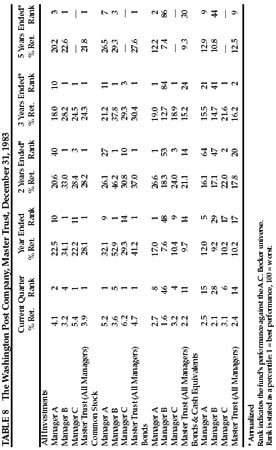 TABLE 8 The Washington Post Company, Master Trust, December 31, 1983
Current Quarter Year Ended 2 Years Ended* 3 Years Ended* 5 Years Ended*
% Ret. Rank % Ret. Rank % Ret. Rank % Ret. Rank % Ret. Rank
All Investments
Manager A 4.1 2 22.5 10 20.6 40 18.0 10 20.2 3
Manager B 3.2 4 34.1 1 33.0 1 28.2 1 22.6 1
Manager C 5.4 1 22.2 11 28.4 3 24.5 1 — —
Master Trust (All Managers) 3.9 1 28.1 1 28.2 1 24.3 1 21.8 1
Common Stock
Manager A 5.2 1 32.1 9 26.1 27 21.2 11 26.5 7
Manager B 3.6 5 52.9 1 46.2 1 37.8 1 29.3 3
Manager C 6.2 1 29.3 14 30.8 10 29.3 3 — —
Master Trust (All Managers) 4.7 1 41.2 1 37.0 1 30.4 1 27.6 1
Bonds
Manager A 2.7 8 17.0 1 26.6 1 19.0 1 12.2 2
Manager B 1.6 46 7.6 48 18.3 53 12.7 84 7.4 86
Manager C 3.2 4 10.4 9 24.0 3 18.9 1 — —
Master Trust (All Managers) 2.2 11 9.7 14 21.1 14 15.2 24 9.3 30
Bonds & Cash Equivalents
Manager A 2.5 15 12.0 5 16.1 64 15.5 21 12.9 9
Manager B 2.1 28 9.2 29 17.1 47 14.7 41 10.8 44
Manager C 3.1 6 10.2 17 22.0 2 21.6 1 — —
Master Trust (All Managers) 2.4 14 10.2 17 17.8 20 16.2 2 12.5 9
* Annualized
Rank indicates the fund's performance against the A.C. Becker universe.
Rank is stated as a percentile: 1 = best performance, 100 = worst.